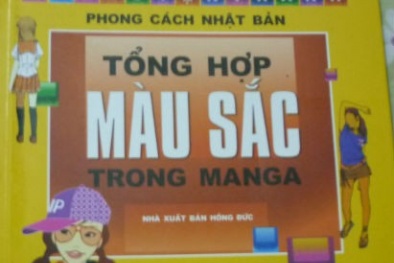 PHONG CÁCH NHẬT BẢN
TỔNG HỢP
MÀU SẮC
TRONG MANGA
NHÀ XUẤT BẢN HỒNG ĐỨC